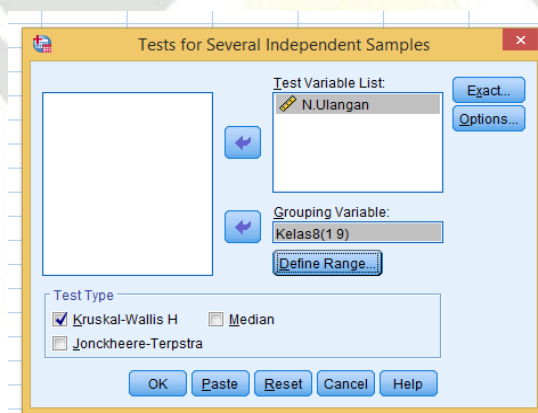 Tests for Several Independent Samples
Test Variable List:
N.Ulangan
Exact...
Options...
Grouping Variable:
Kelas8(1 9)
Define Range...
Test Type
Kruskal-Wallis H
Median
Jonckheere-Terpstra
OK
Paste
Reset
Cancel
Help